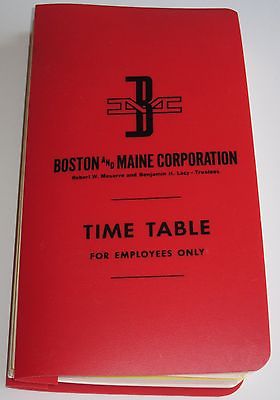 B
M
BOSTON AND MAINE CORPORATION
Robert W. Meserve and Benjamin H. Lacy - Trustees
TIME TABLE
FOR EMPLOYEES ONLY